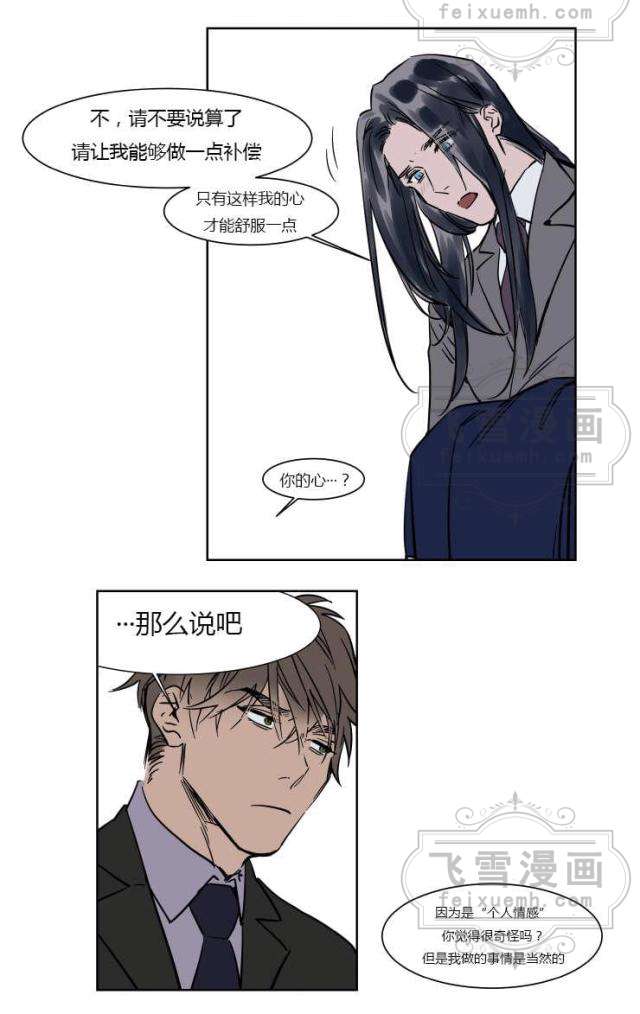 feixuemh.com
不，请不要说算了
请让我能够做一点补偿
只有这样我的心
才能舒服一点
飞雪漫画
feixuemh.com
你的心…？
…那么说吧
飞雪漫画
feixuemh.com
因为是“个人情感”
你觉得很奇怪吗？
但是我做的事情是当然的